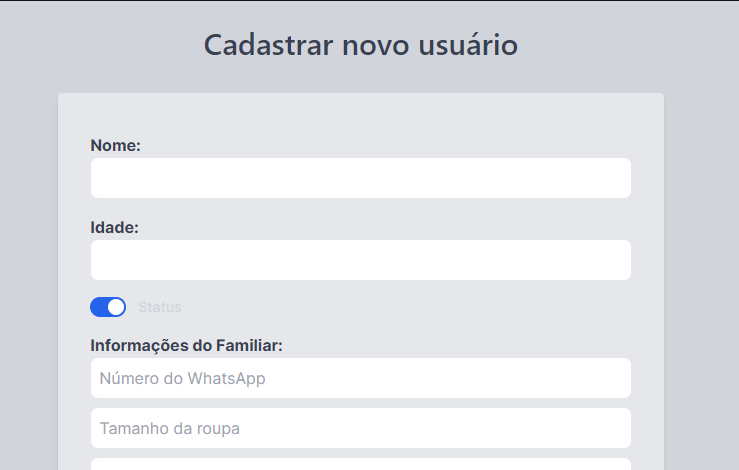 Cadastrar novo usuário
Nome:
Idade:
Status
Informações do Familiar:
Número do WhatsApp
Tamanho da roupa